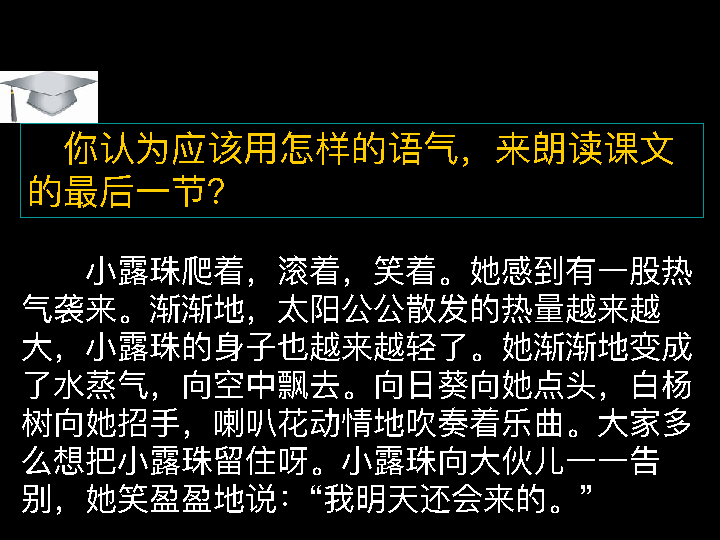 你认为应该用怎样的语气，来朗读课文
的最后一节？
小露珠爬着，滚着，笑着。她感到有一股热
气袭来。渐渐地，太阳公公散发的热量越来越
大，小露珠的身子也越来越轻了。她渐渐地变成
了水蒸气，向空中飘去。向日葵向她点头，白杨
树向她招手，喇叭花动情地吹奏着乐曲。大家多
么想把小露珠留住呀。小露珠向大伙儿一一告
别，她笑盈盈地说：“我明天还会来的。”